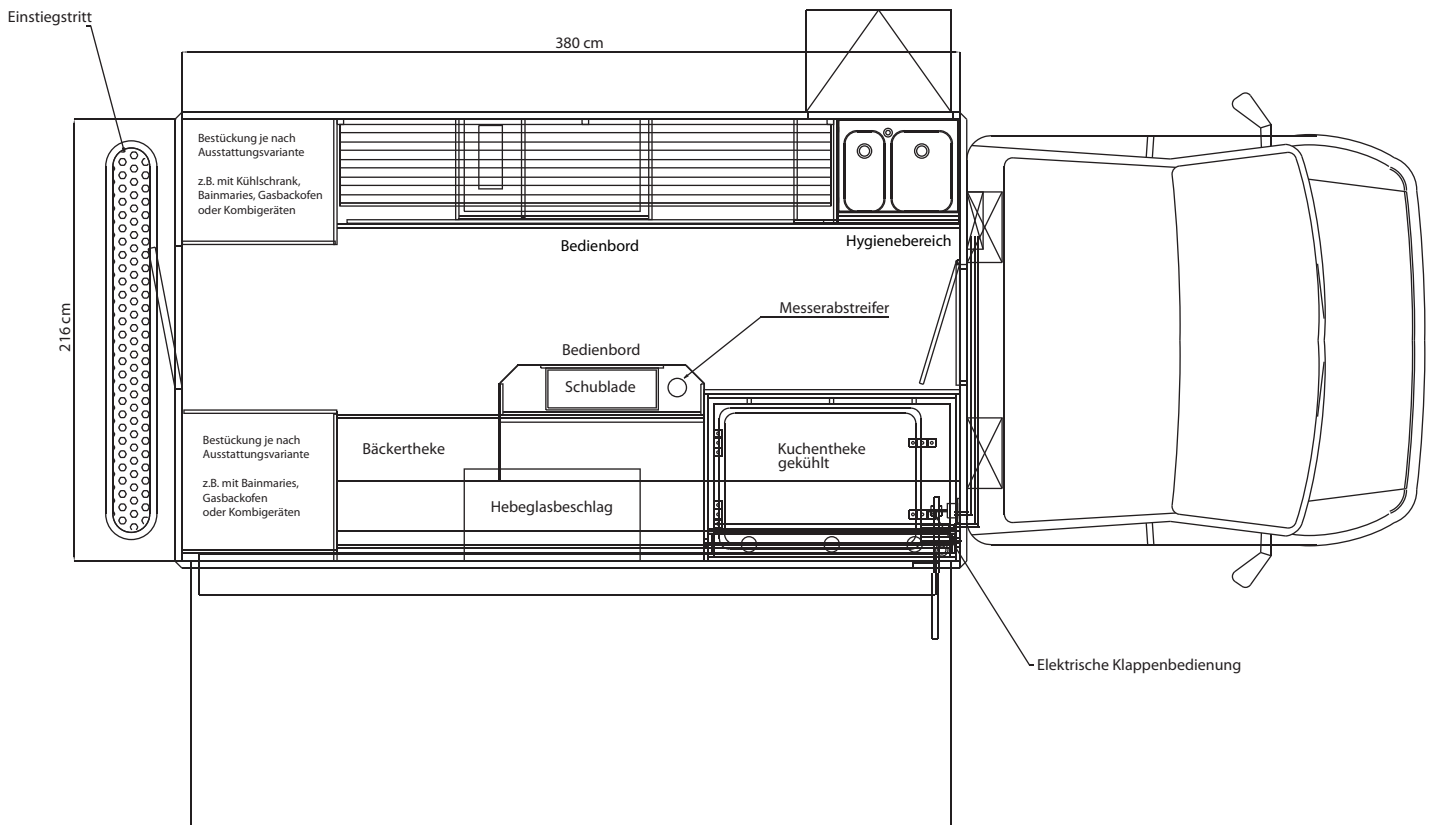 Einstiegstritt
380 cm
Bestückung je nach
Ausstattungsvariante
z.B. mit Kühlschrank,
Bainmaries, Gasbackofen
oder Kombigeräten
Bedienbord
Hygienebereich
216 cm
Messerabstreifer
Bedienbord
Schublade
Bestückung je nach
Ausstattungsvariante
z.B. mit Bainmaries,
Gasbackofen
oder Kombigeräten
Bäckertheke
Kuchentheke
gekühlt
Hebeglasbeschlag
Elektrische Klappenbedienung